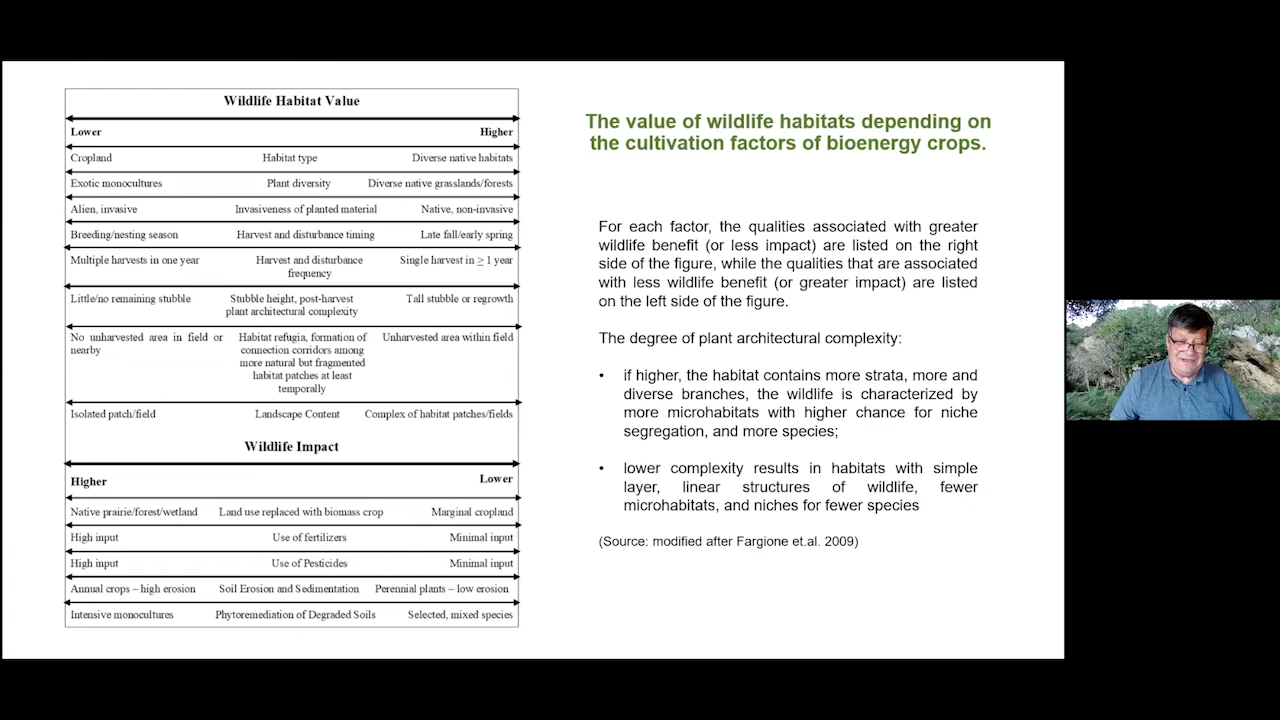 Wildlife Habitat Value
Lower Higher
Cropland Habitat type Diverse native habitats
Exotic monocultures Plant diversity Diverse native grasslands/forests
Alien, invasive Invasiveness of planted material Native, non-invasive
Breeding/nesting season Harvest and disturbance timing Late fall/early spring
Multiple harvests in one year Harvest and disturbance Single harvest in ≥ 1 year
frequency
Little/no remaining stubble Stubble height, post-harvest Tall stubble or regrowth
plant architectural complexity
No unharvested area in field or Habitat refugia, formation of Unharvested area within field
nearby connection corridors among
more natural but fragmented
habitat patches at least
temporally
Isolated patch/field Landscape Content Complex of habitat patches/fields
Wildlife Impact
Higher Lower
Native prairie/forest/wetland Land use replaced with biomass crop Marginal cropland
High input Use of fertilizers Minimal input
High input Use of Pesticides Minimal input
Annual crops – high erosion Soil Erosion and Sedimentation Perennial plants – low erosion
Intensive monocultures Phytoremediation of Degraded Soils Selected, mixed species
The value of wildlife habitats depending on
the cultivation factors of bioenergy crops.
For each factor, the qualities associated with greater
wildlife benefit (or less impact) are listed on the right
side of the figure, while the qualities that are associated
with less wildlife benefit (or greater impact) are listed
on the left side of the figure.
The degree of plant architectural complexity:
• if higher, the habitat contains more strata, more and
diverse branches, the wildlife is characterized by
more microhabitats with higher chance for niche
segregation, and more species;
• lower complexity results in habitats with simple
layer, linear structures of wildlife, fewer
microhabitats, and niches for fewer species
(Source: modified after Fargione et.al. 2009)